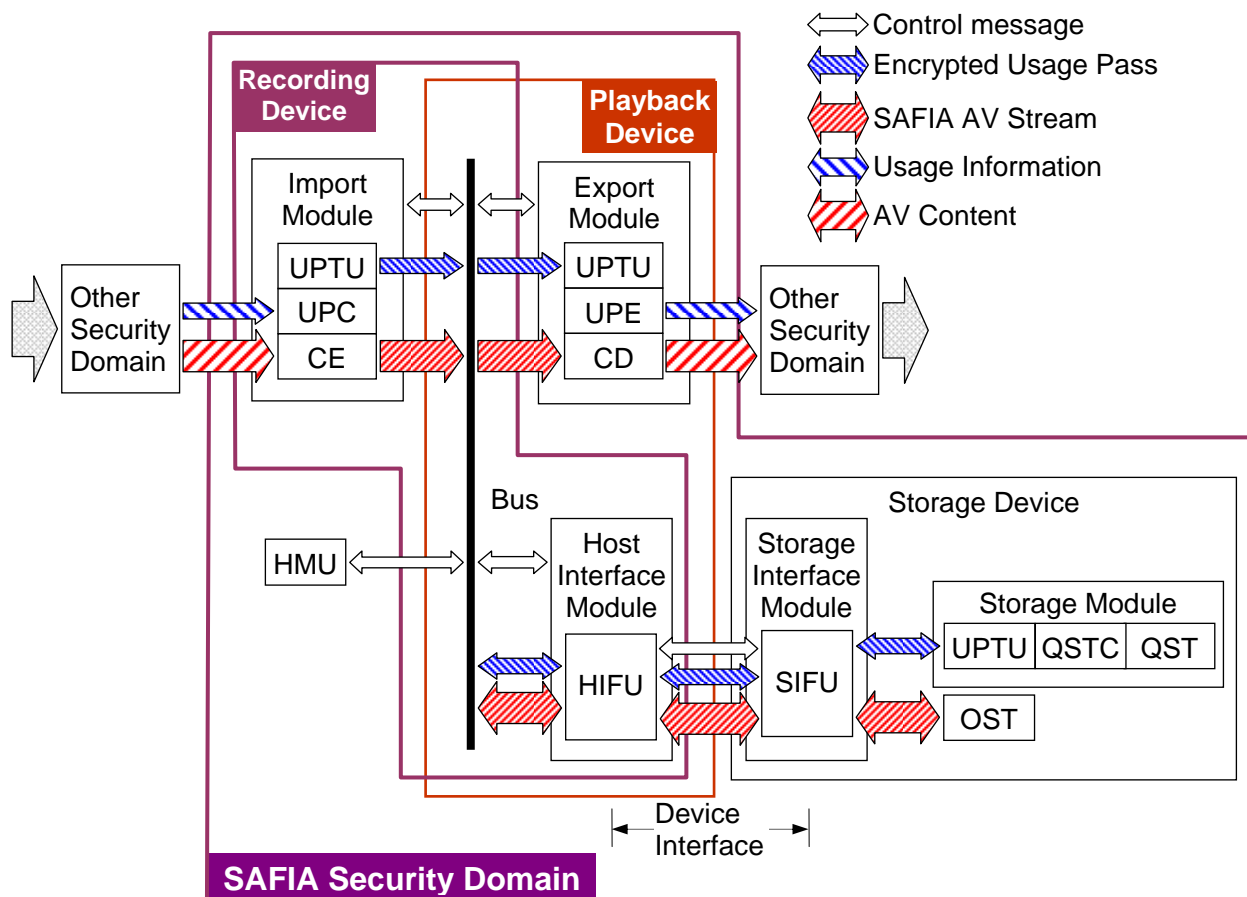 Control message
Encrypted Usage Pass
SAFIA AV Stream
Usage Information
AV Content
Recording
Device
Playback
Device
Import
Module
UPTU
UPC
CE
Export
Module
UPTU
UPE
CD
Other
Security
Domain
Other
Security
Domain
Bus
HMU
Host
Interface
Module
HIFU
Storage Device
Storage
Interface
Module
SIFU
Storage Module
UPTU QSTC QST
OST
Device
Interface
SAFIA Security Domain